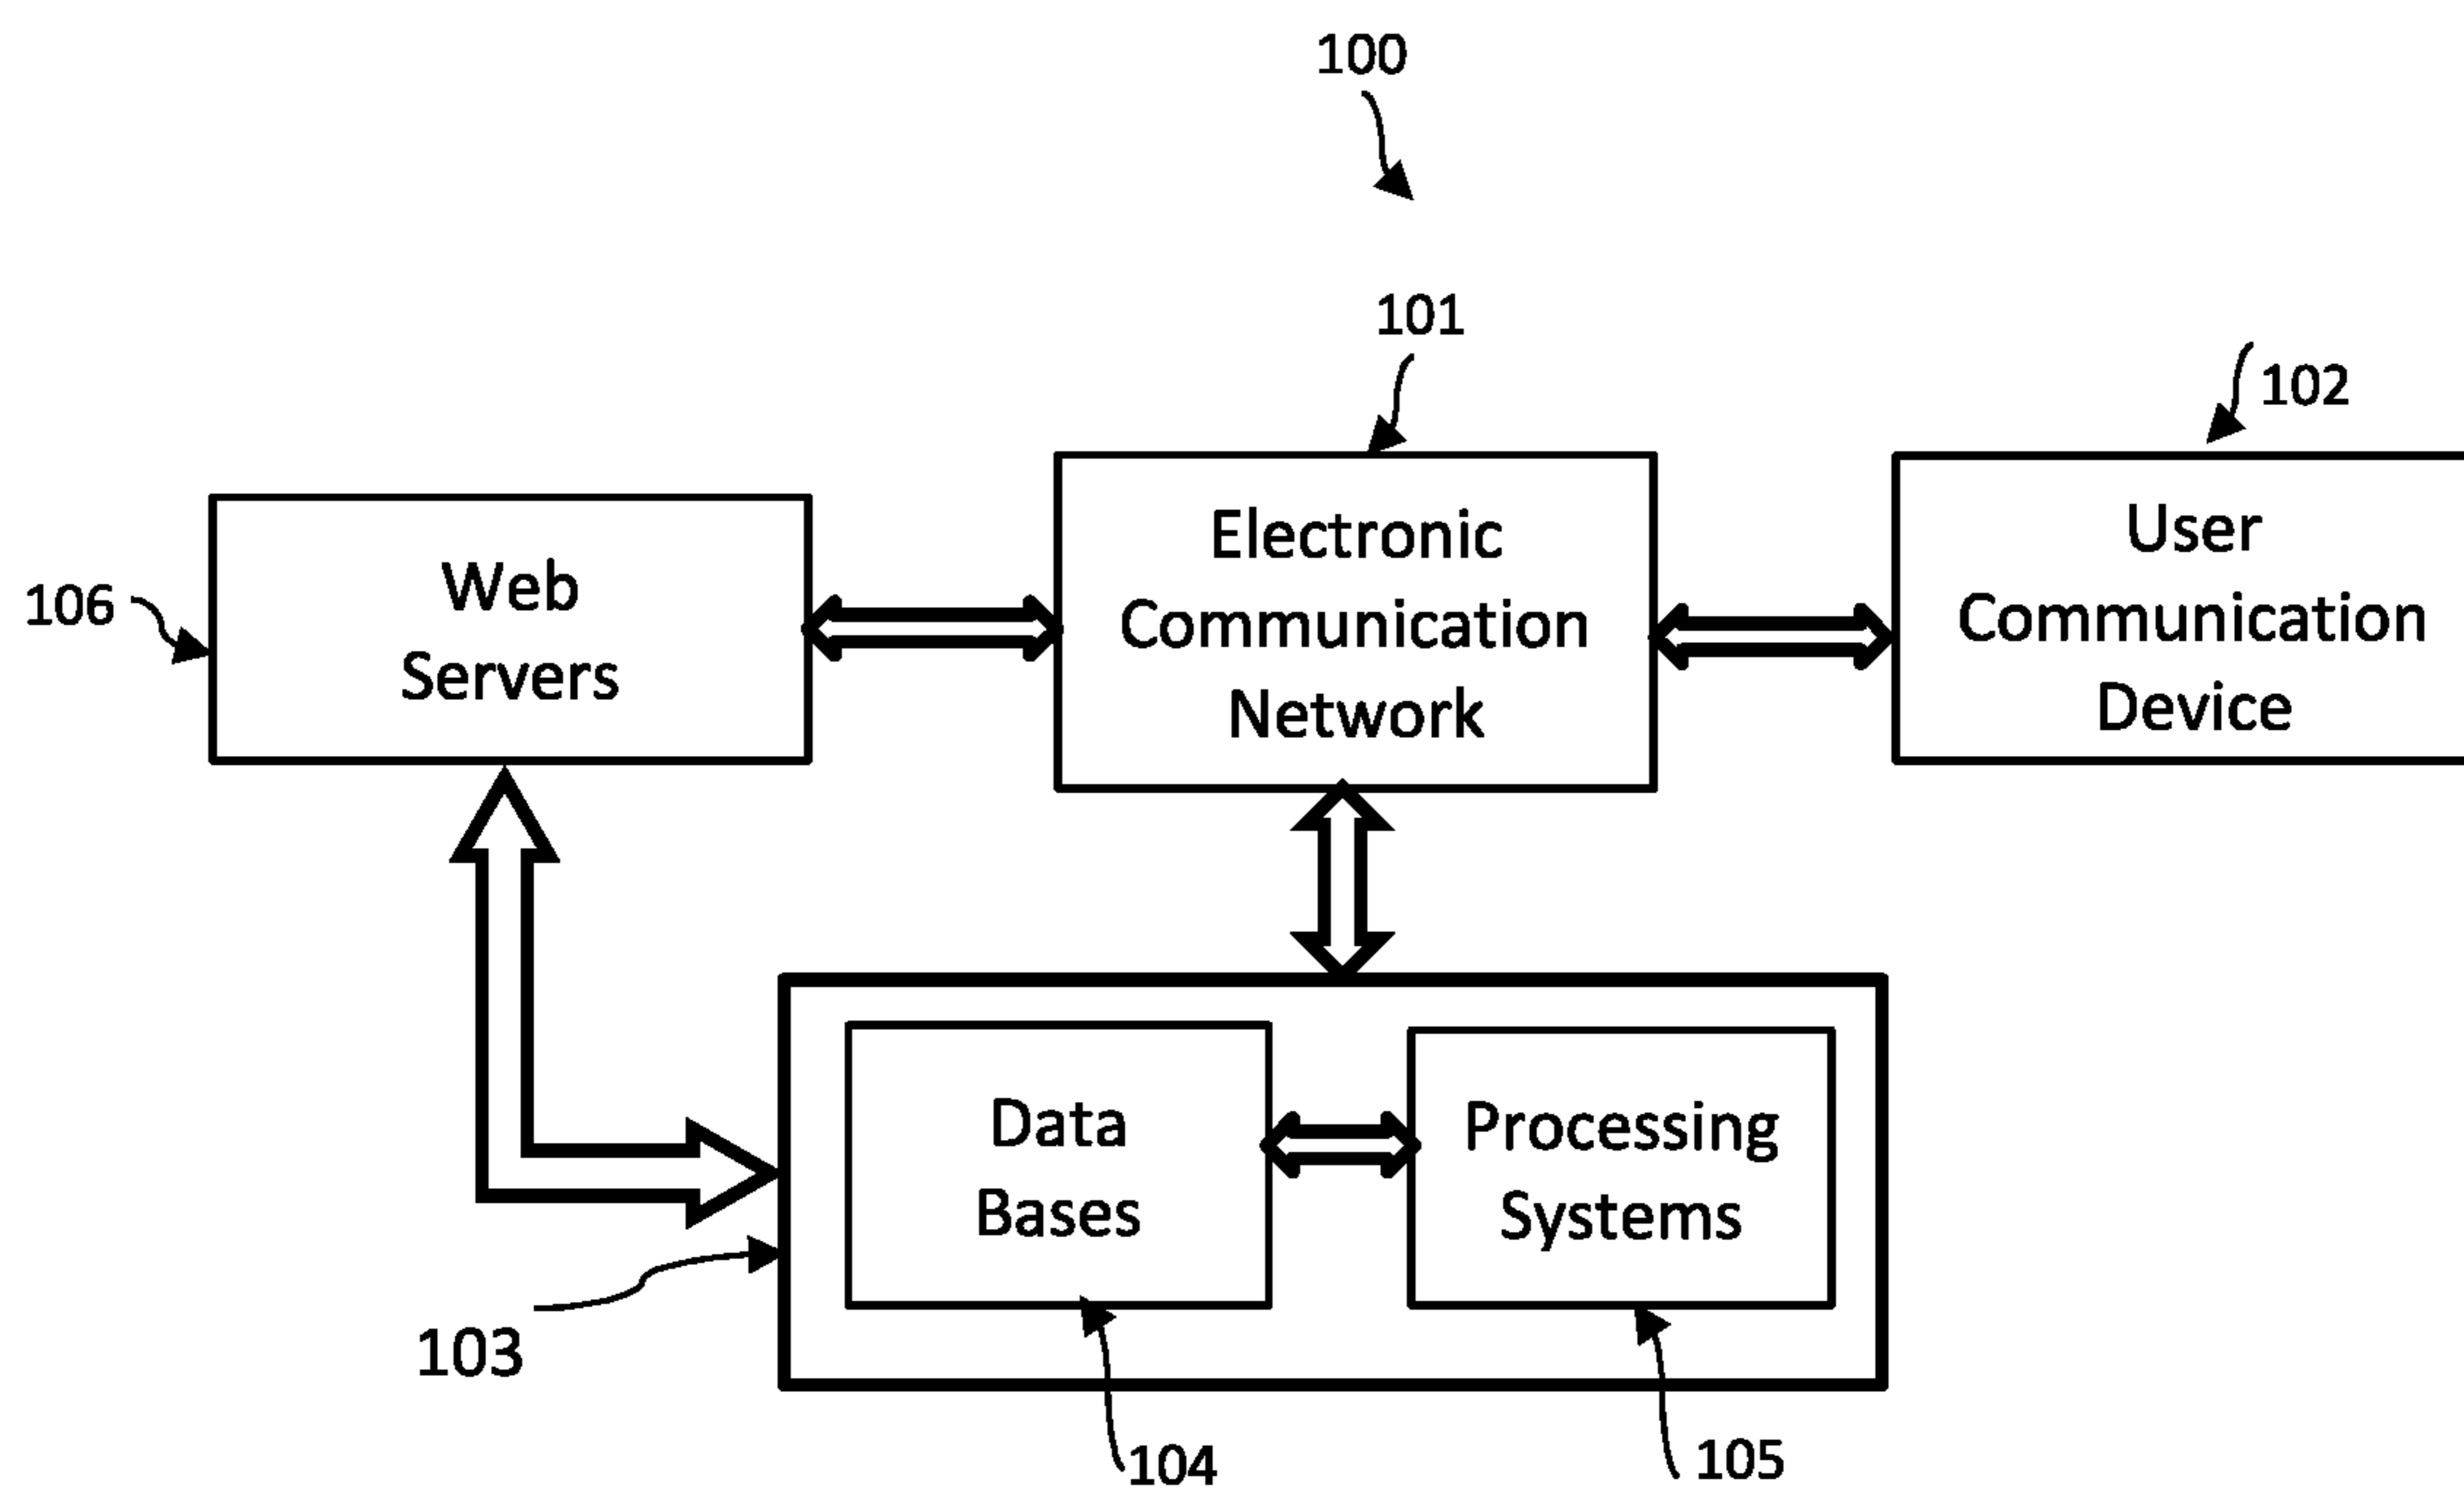 100
101
102
Electronic
Communication
Network
User
Communication
Device
Web
Servers
106
Data
Bases
Processing
Systems
103
104
105